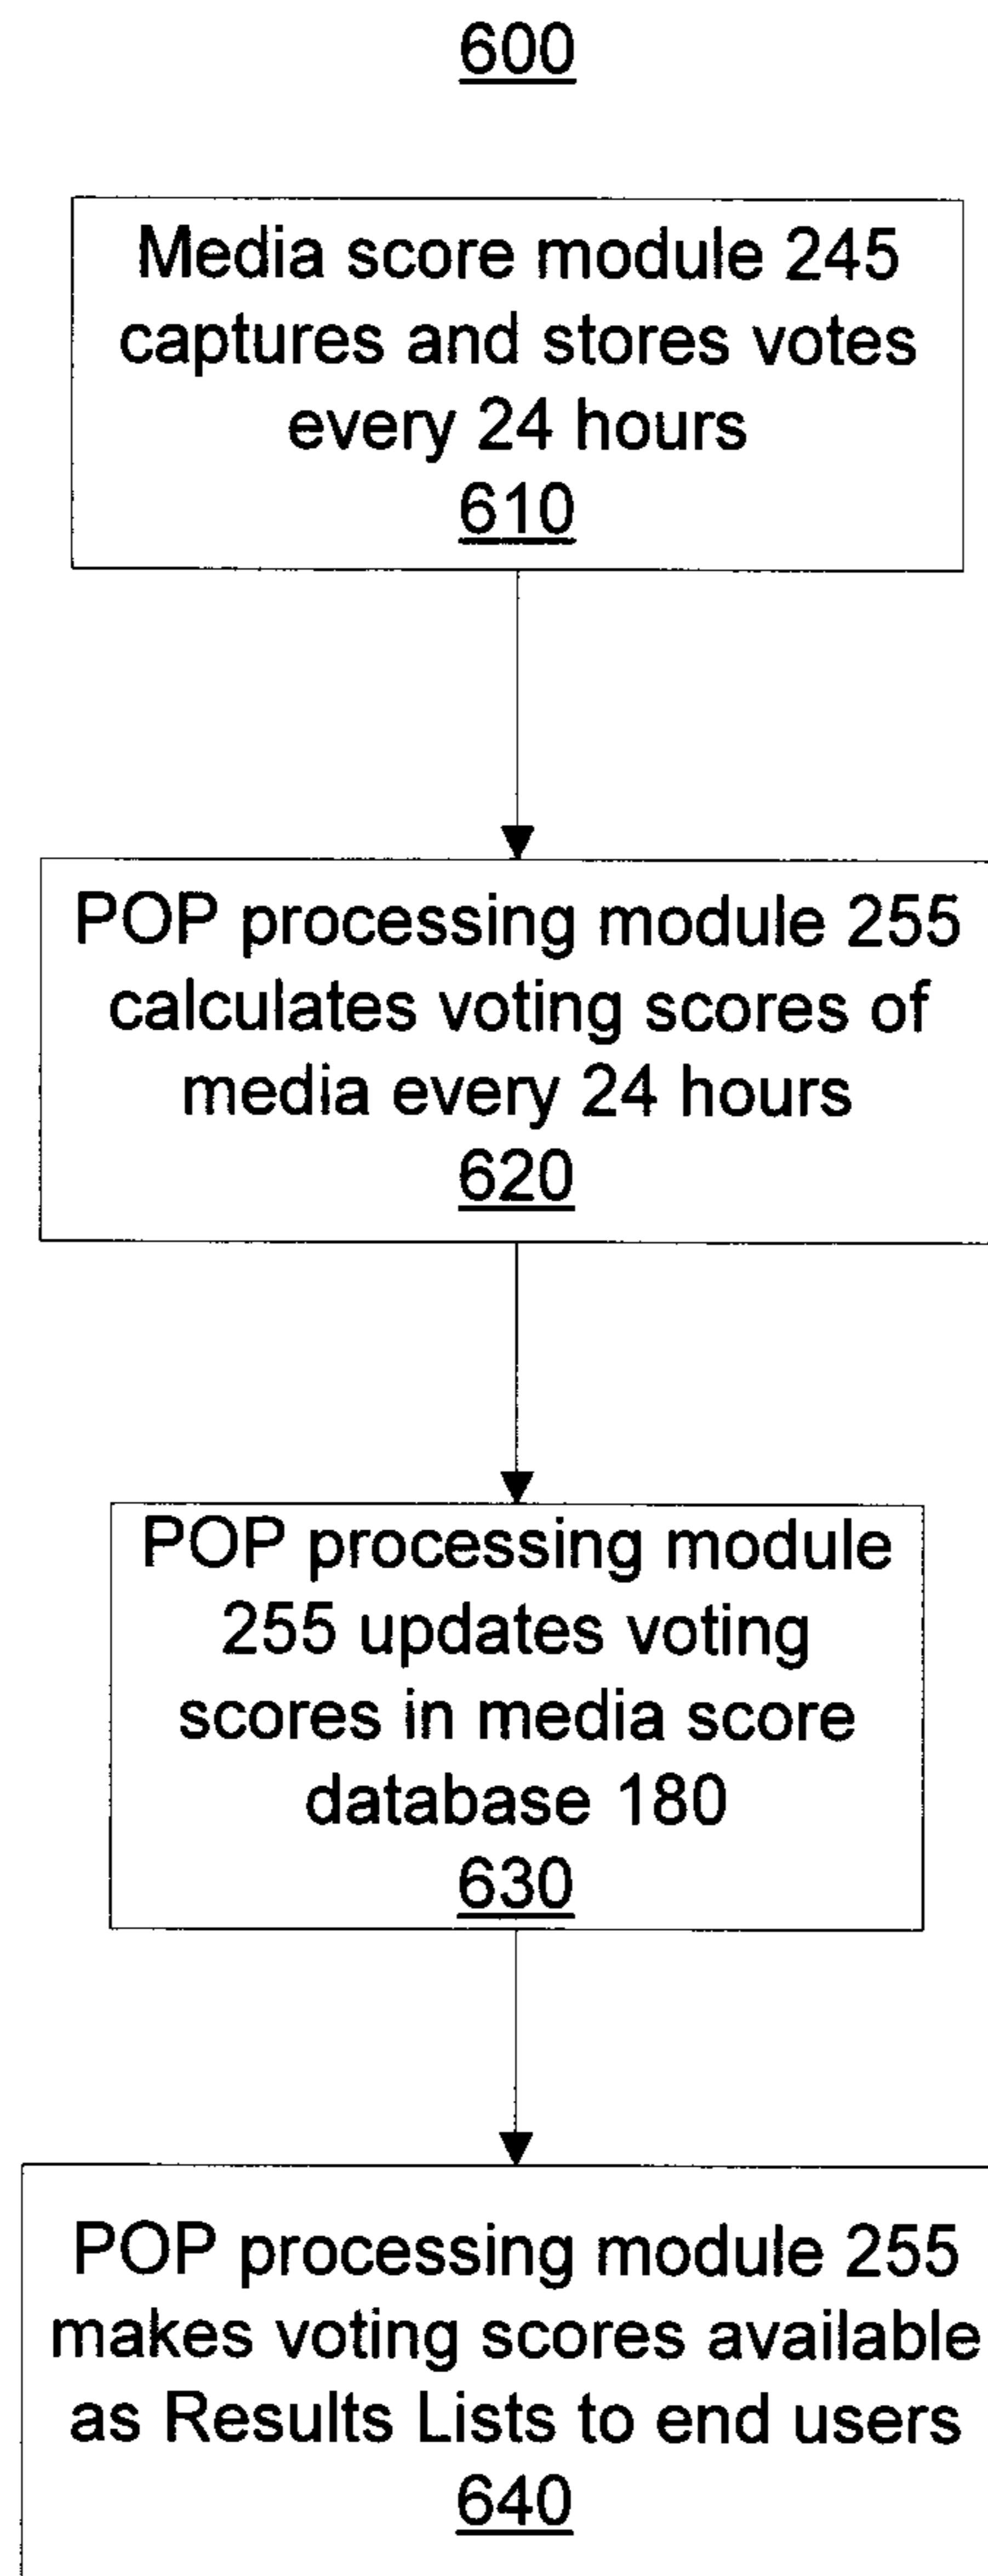 600
Media score module 245
captures and stores votes
every 24 hours
610
POP processing module 255
calculates voting scores of
media every 24 hours
620
POP processing module
255 updates voting
scores in media score
database 180
630
POP processing module 255
makes voting scores available
as Results Lists to end users
640